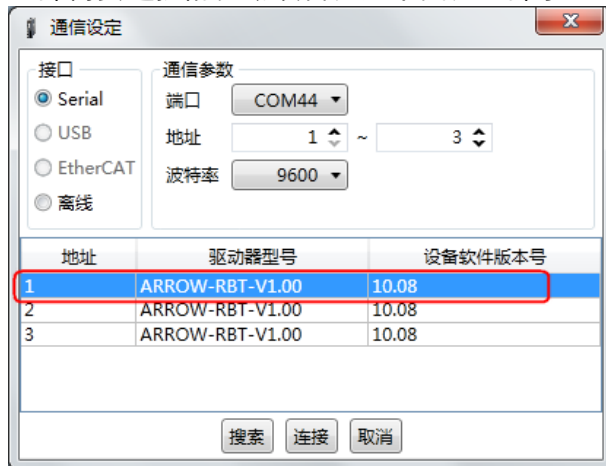 通信设定
接口
通信参数
Serial
端口 COM44
USB
地址 1 ~ 3
EtherCAT
波特率 9600
离线
地址 驱动器型号 设备软件版本号
1 ARROW-RBT-V1.00 10.08
2 ARROW-RBT-V1.00 10.08
3 ARROW-RBT-V1.00 10.08
搜索 连接 取消